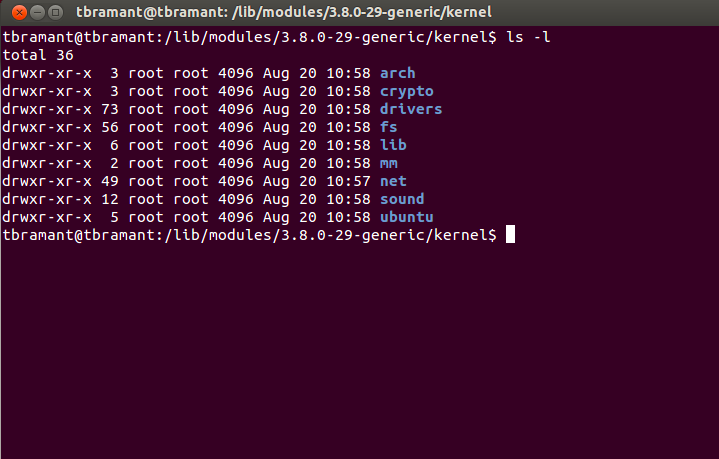 tbramant@tbramant: /lib/modules/3.8.0-29-generic/kernel
tbramant@tbramant:/lib/modules/3.8.0-29-generic/kernel$ ls -l
total 36
drwxr-xr-x  3 root root 4096 Aug 20 10:58 arch
drwxr-xr-x  3 root root 4096 Aug 20 10:58 crypto
drwxr-xr-x 73 root root 4096 Aug 20 10:58 drivers
drwxr-xr-x 56 root root 4096 Aug 20 10:58 fs
drwxr-xr-x  6 root root 4096 Aug 20 10:58 lib
drwxr-xr-x  2 root root 4096 Aug 20 10:58 mm
drwxr-xr-x 49 root root 4096 Aug 20 10:57 net
drwxr-xr-x 12 root root 4096 Aug 20 10:58 sound
drwxr-xr-x  5 root root 4096 Aug 20 10:58 ubuntu
tbramant@tbramant:/lib/modules/3.8.0-29-generic/kernel$